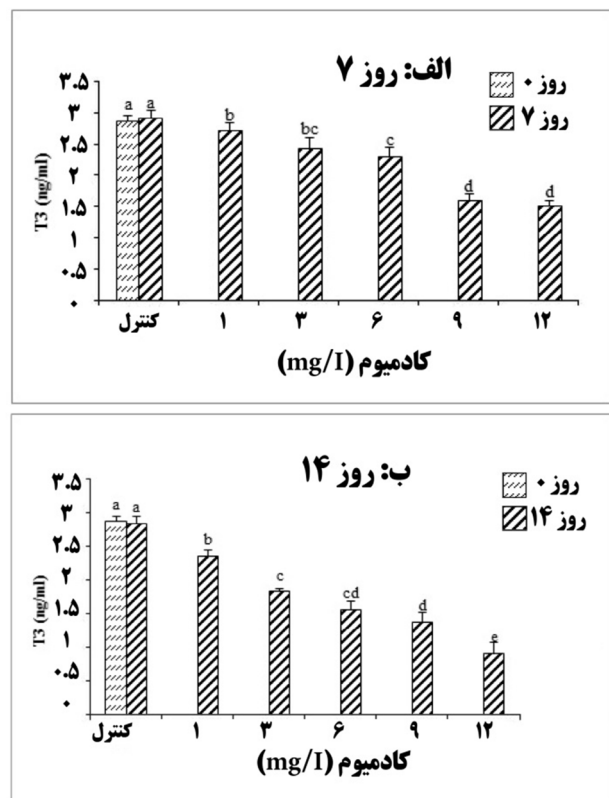 الف: روز ۷
روز ۰
روز ۷
T3 (ng/ml)
۳.۵
۳
۲.۵
۲
۱.۵
۱
۰.۵
۰
a a b bc c d d
کنترل ۱ ۳ ۶ ۹ ۱۲
کادمیوم (mg/I)
ب: روز ۱۴
روز ۰
روز ۱۴
T3 (ng/ml)
۳.۵
۳
۲.۵
۲
۱.۵
۱
۰.۵
۰
a a b c cd d e
کنترل ۱ ۳ ۶ ۹ ۱۲
کادمیوم (mg/I)